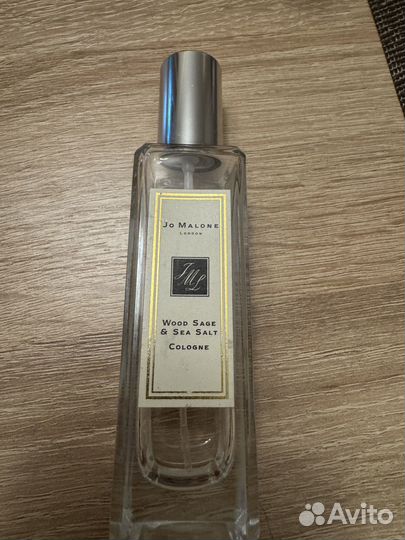 Jo Malone
London
JML
Wood Sage
& Sea Salt
Cologne
Avito